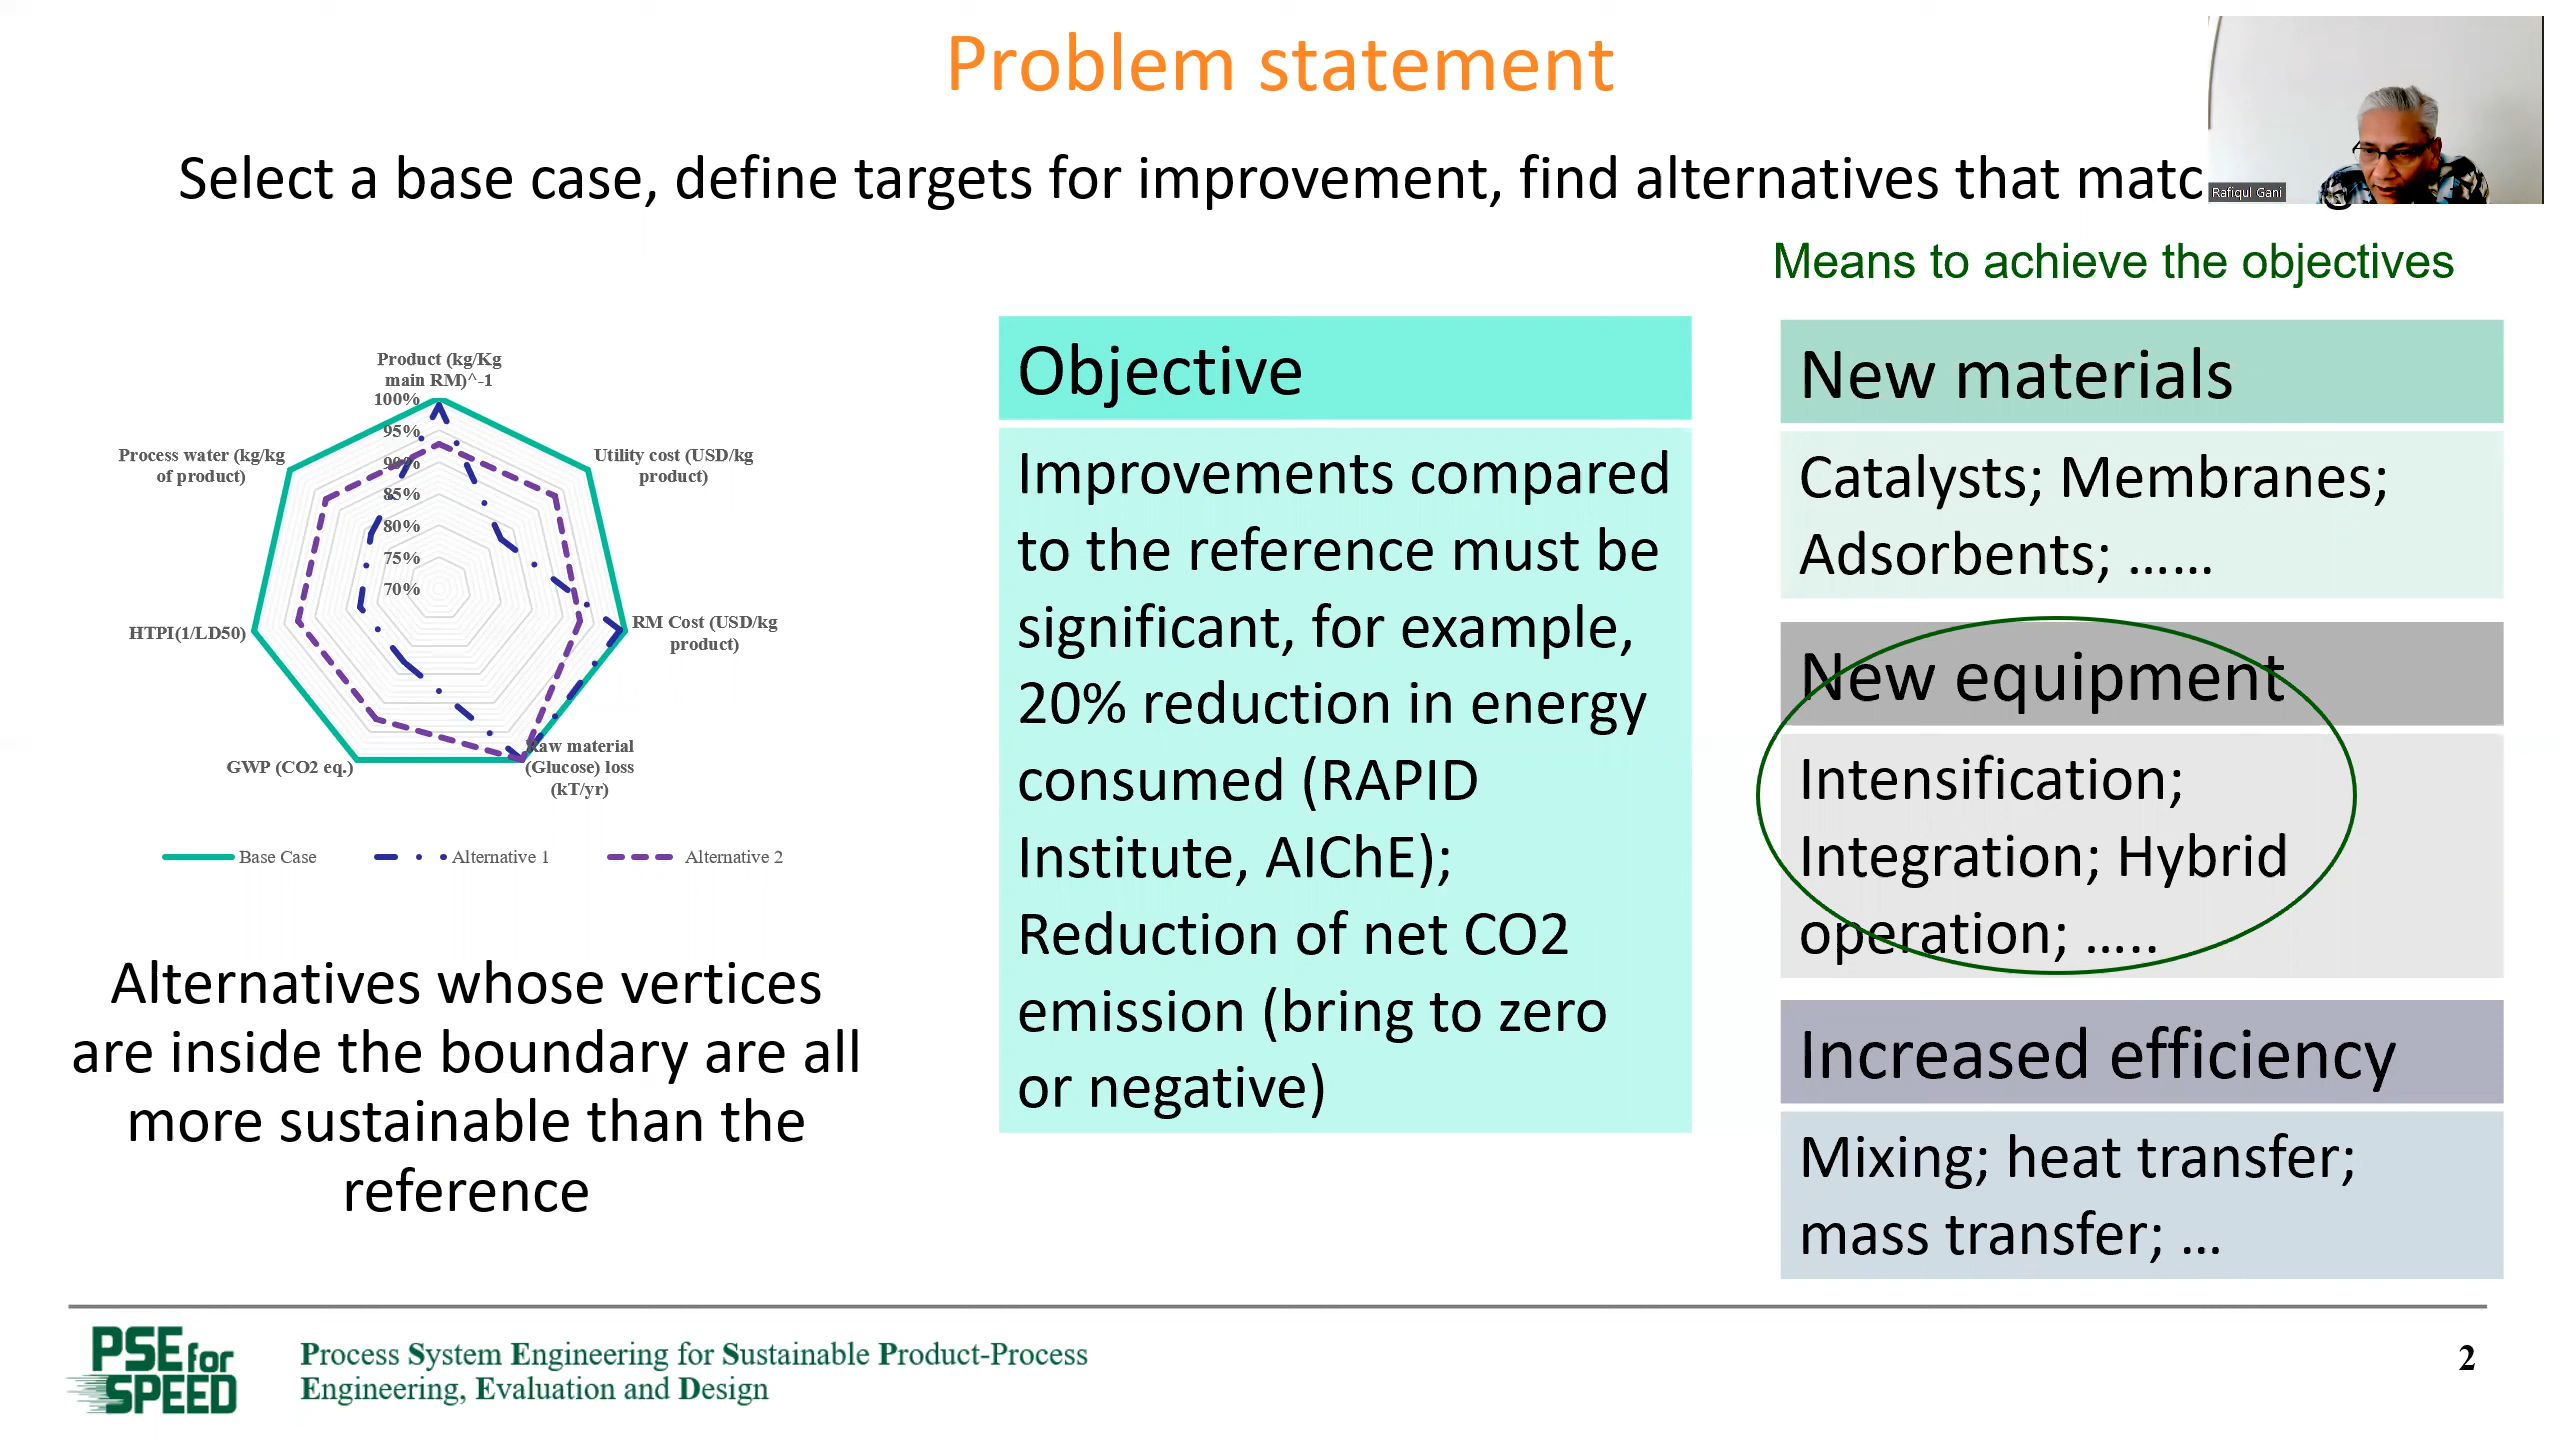 Problem statement
Select a base case, define targets for improvement, find alternatives that matc
Rafiqul Gani
Means to achieve the objectives
Product (kg/Kg
main RM)^-1
100%
95%
90%
85%
80%
75%
70%
Process water (kg/kg
of product)
Utility cost (USD/kg
product)
HTPI(1/LD50)
RM Cost (USD/kg
product)
GWP (CO2 eq.)
Raw material
(Glucose) loss
(kT/yr)
Base Case
Alternative 1
Alternative 2
Alternatives whose vertices
are inside the boundary are all
more sustainable than the
reference
Objective
Improvements compared
to the reference must be
significant, for example,
20% reduction in energy
consumed (RAPID
Institute, AIChE);
Reduction of net CO2
emission (bring to zero
or negative)
New materials
Catalysts; Membranes;
Adsorbents; ……
New equipment
Intensification;
Integration; Hybrid
operation; …..
Increased efficiency
Mixing; heat transfer;
mass transfer; …
PSE for
SPEED
Process System Engineering for Sustainable Product-Process
Engineering, Evaluation and Design
2